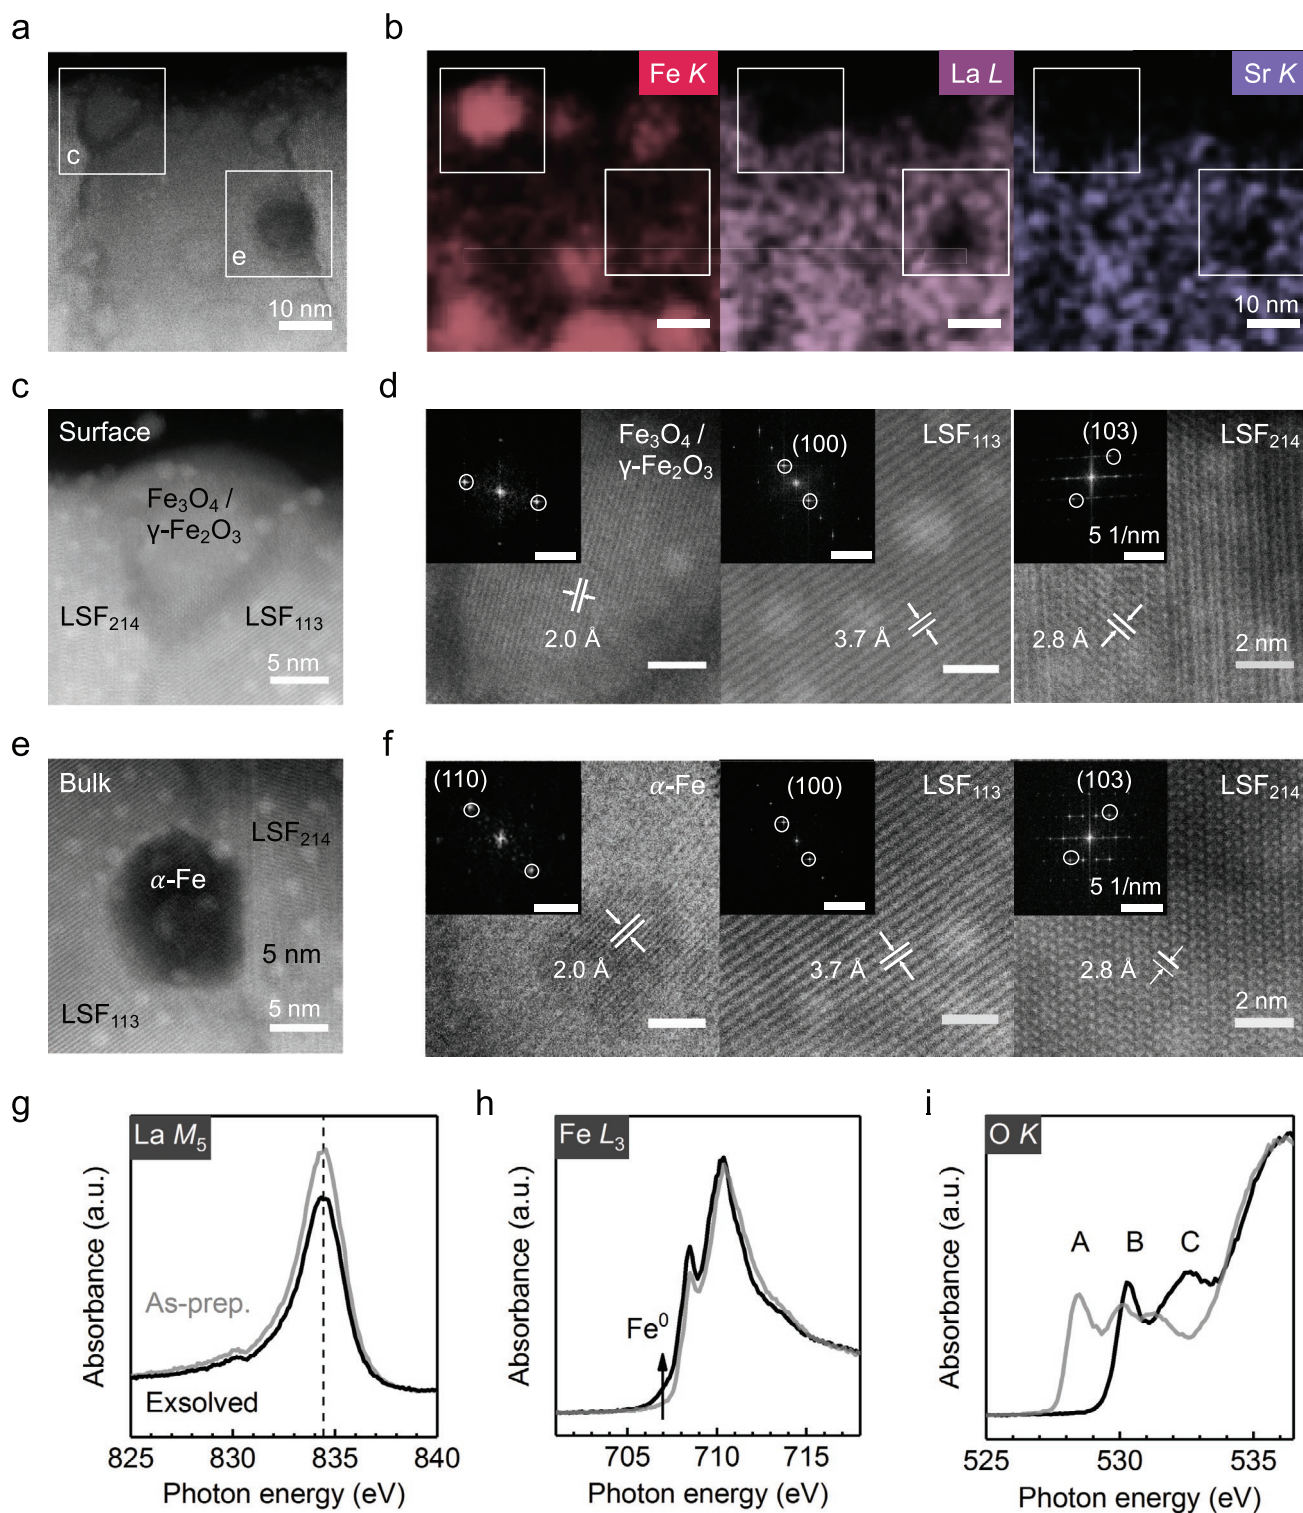 a
c
e
10 nm
b
Fe K
La L
Sr K
10 nm
c
Surface
Fe₃O₄ /
γ-Fe₂O₃
LSF₂₁₄
LSF₁₁₃
5 nm
d
Fe₃O₄ /
γ-Fe₂O₃
2.0 Å
(100)
LSF₁₁₃
3.7 Å
(103)
LSF₂₁₄
5 1/nm
2.8 Å
2 nm
e
Bulk
LSF₂₁₄
α-Fe
5 nm
LSF₁₁₃
5 nm
f
(110)
α-Fe
2.0 Å
(100)
LSF₁₁₃
3.7 Å
(103)
LSF₂₁₄
5 1/nm
2.8 Å
2 nm
g
La M₅
As-prep.
Exsolved
Absorbance (a.u.)
825 830 835 840
Photon energy (eV)
h
Fe L₃
Fe⁰
Absorbance (a.u.)
705 710 715
Photon energy (eV)
i
O K
A B C
Absorbance (a.u.)
525 530 535
Photon energy (eV)